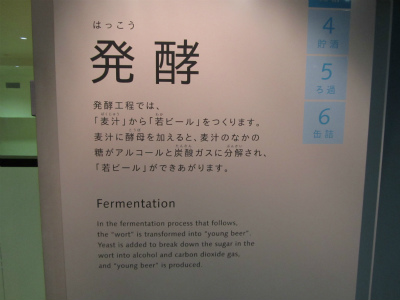 はっこう
発酵
発酵工程では、
「麦汁」から「若ビール」をつくります。
麦汁に酵母を加えると、麦汁のなかの
糖がアルコールと炭酸ガスに分解され、
「若ビール」ができあがります。
Fermentation
In the fermentation process that follows,
the "wort" is transformed into "young beer".
Yeast is added to break down the sugar in the
wort into alcohol and carbon dioxide gas,
and "young beer" is produced.
4
貯酒
5
ろ過
6
缶詰